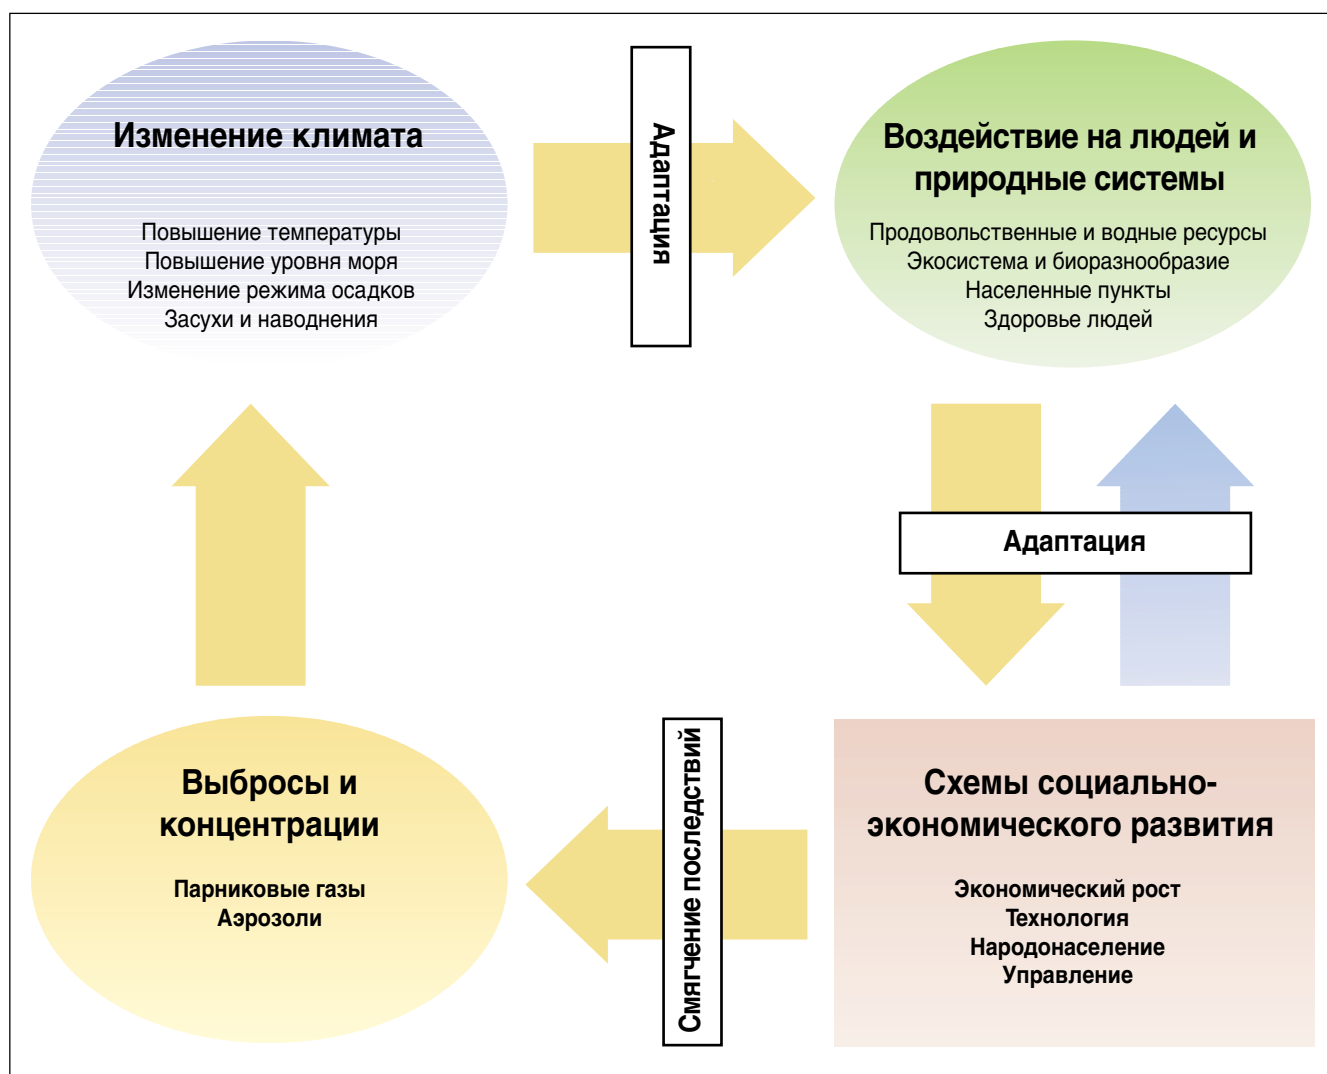 Изменение климата
Повышение температуры
Повышение уровня моря
Изменение режима осадков
Засухи и наводнения
Адаптация
Воздействие на людей и
природные системы
Продовольственные и водные ресурсы
Экосистема и биоразнообразие
Населенные пункты
Здоровье людей
Адаптация
Выбросы и
концентрации
Парниковые газы
Аэрозоли
Смягчение последствий
Схемы социально-
экономического развития
Экономический рост
Технология
Народонаселение
Управление